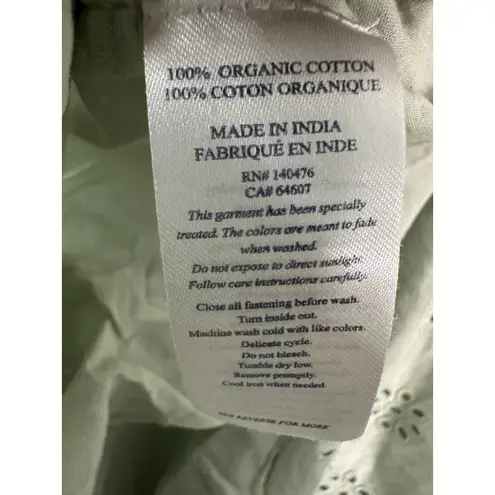 100% ORGANIC COTTON
100% COTON ORGANIQUE
MADE IN INDIA
FABRIQUÉ EN INDE
RN# 140476
CA# 64607
This garment has been specially
treated. The colors are meant to fade
when washed.
Do not expose to direct sunlight.
Follow care instructions carefully.
Close all fastening before wash.
Turn inside out.
Machine wash cold with like colors.
Delicate cycle.
Do not bleach.
Tumble dry low.
Remove promptly.
Cool iron when needed.
SEE REVERSE FOR MORE